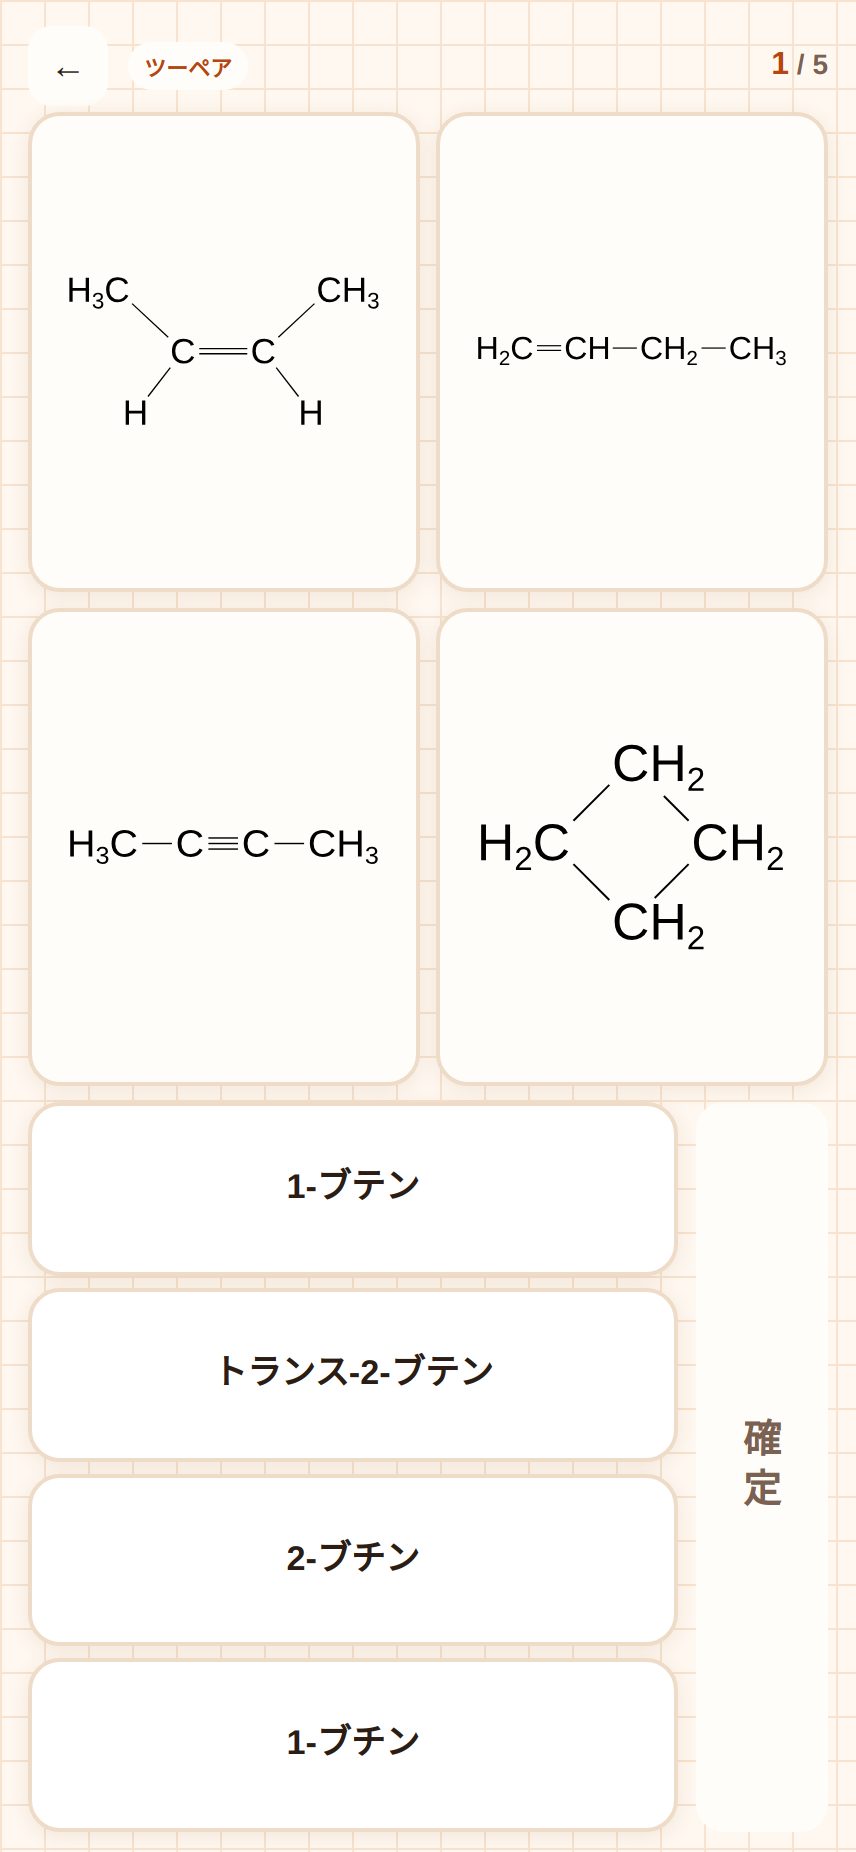 ←
ツーペア
1 / 5
H₃C CH₃
C=C
H H
H₂C=CH—CH₂—CH₃
H₃C—C≡C—CH₃
CH₂
H₂C CH₂
CH₂
1-ブテン
トランス-2-ブテン
2-ブチン
1-ブチン
確
定